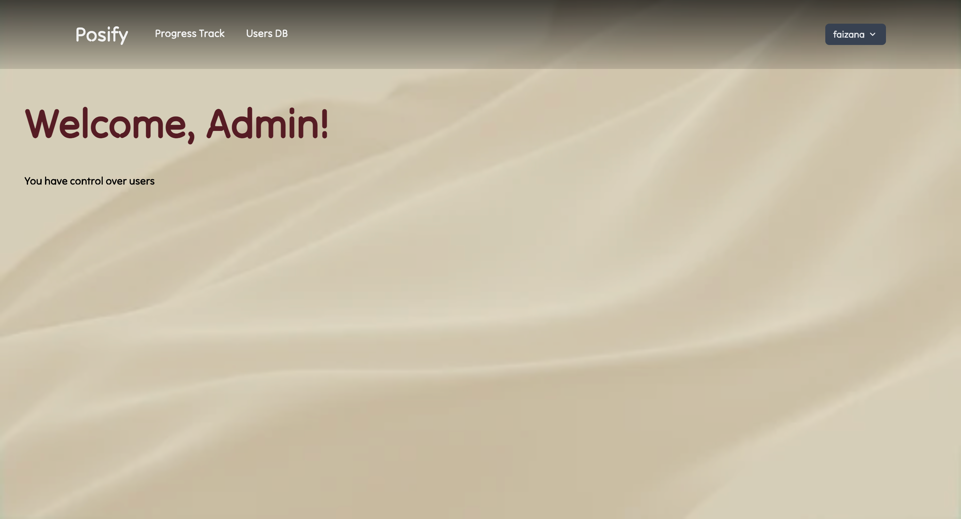 Posify
Progress Track
Users DB
faizana
Welcome, Admin!
You have control over users